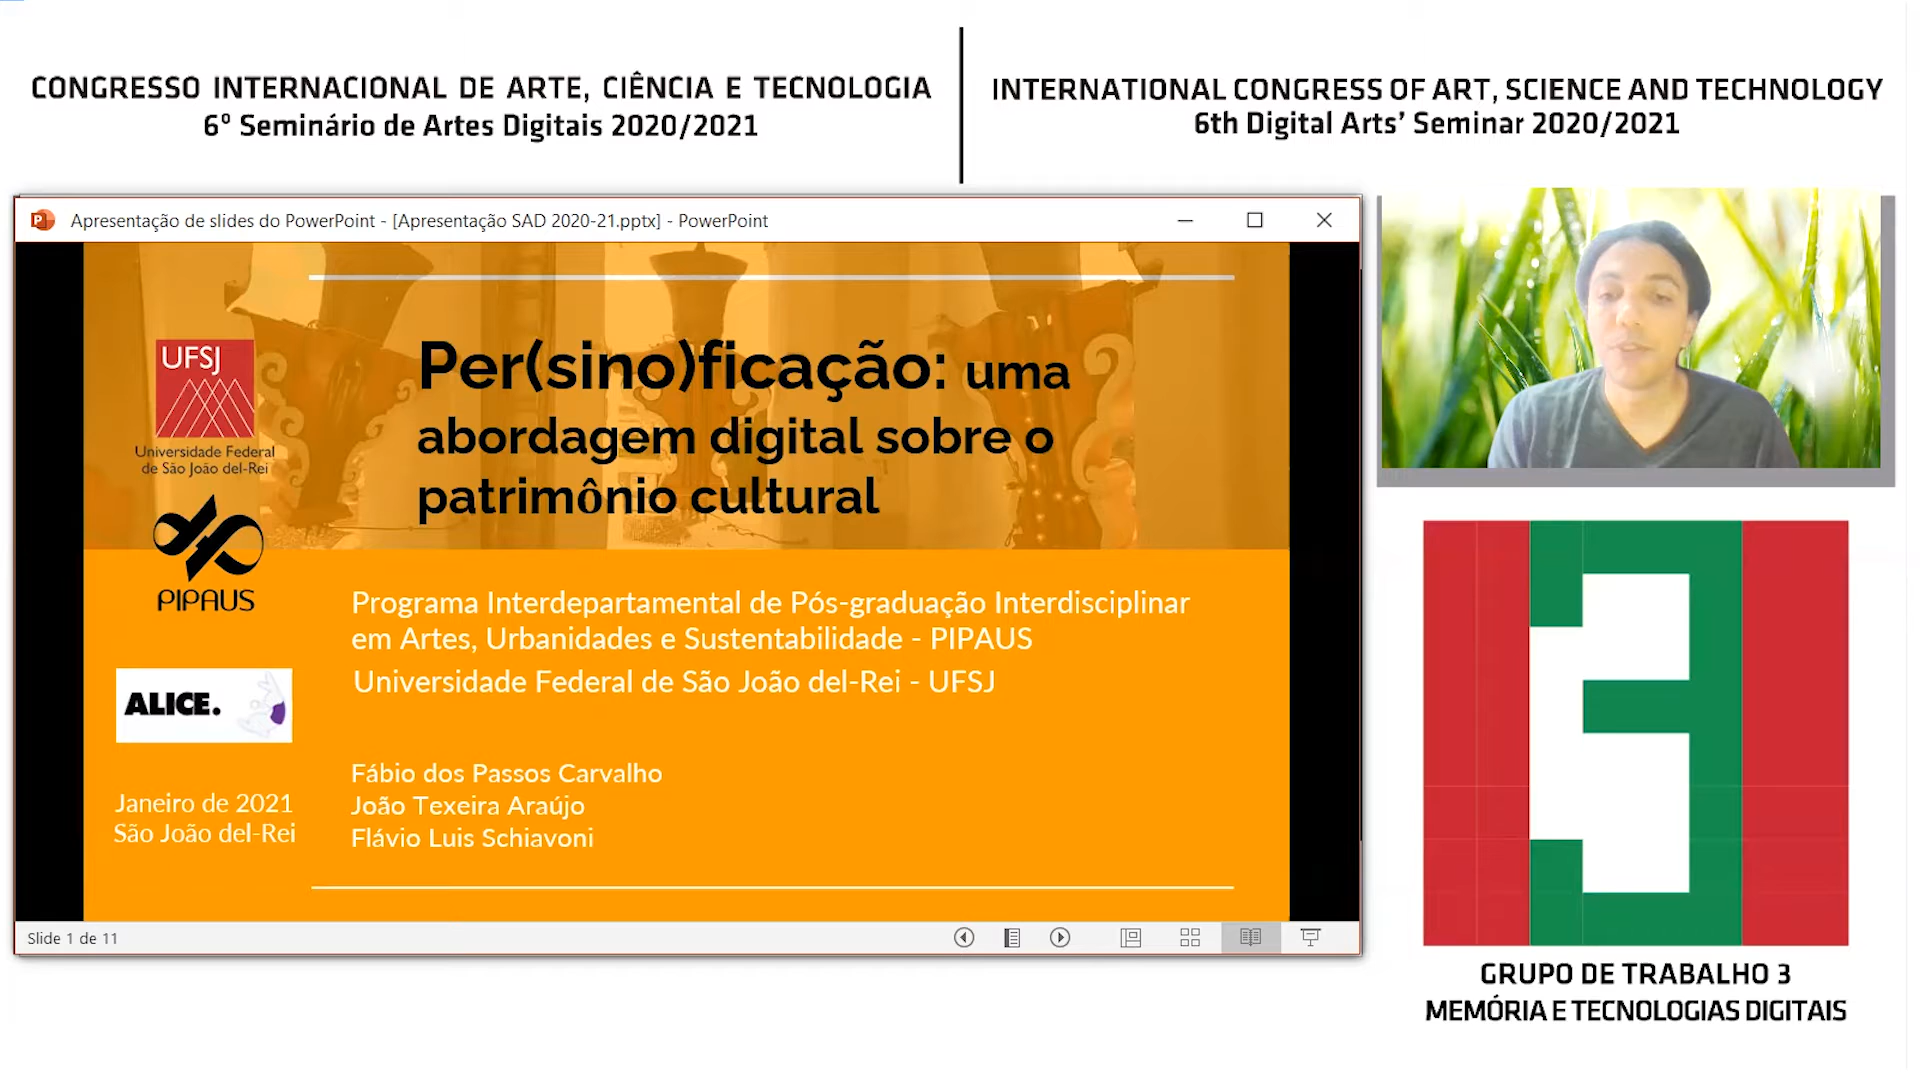 CONGRESSO INTERNACIONAL DE ARTE, CIÊNCIA E TECNOLOGIA
6º Seminário de Artes Digitais 2020/2021
INTERNATIONAL CONGRESS OF ART, SCIENCE AND TECHNOLOGY
6th Digital Arts’ Seminar 2020/2021
Apresentação de slides do PowerPoint - [Apresentação SAD 2020-21.pptx] - PowerPoint
UFSJ
Universidade Federal
de São João del-Rei
PIPAUS
ALICE.
Janeiro de 2021
São João del-Rei
Per(sino)ficação: uma
abordagem digital sobre o
patrimônio cultural
Programa Interdepartamental de Pós-graduação Interdisciplinar
em Artes, Urbanidades e Sustentabilidade - PIPAUS
Universidade Federal de São João del-Rei - UFSJ
Fábio dos Passos Carvalho
João Texeira Araújo
Flávio Luis Schiavoni
Slide 1 de 11
3
GRUPO DE TRABALHO 3
MEMÓRIA E TECNOLOGIAS DIGITAIS